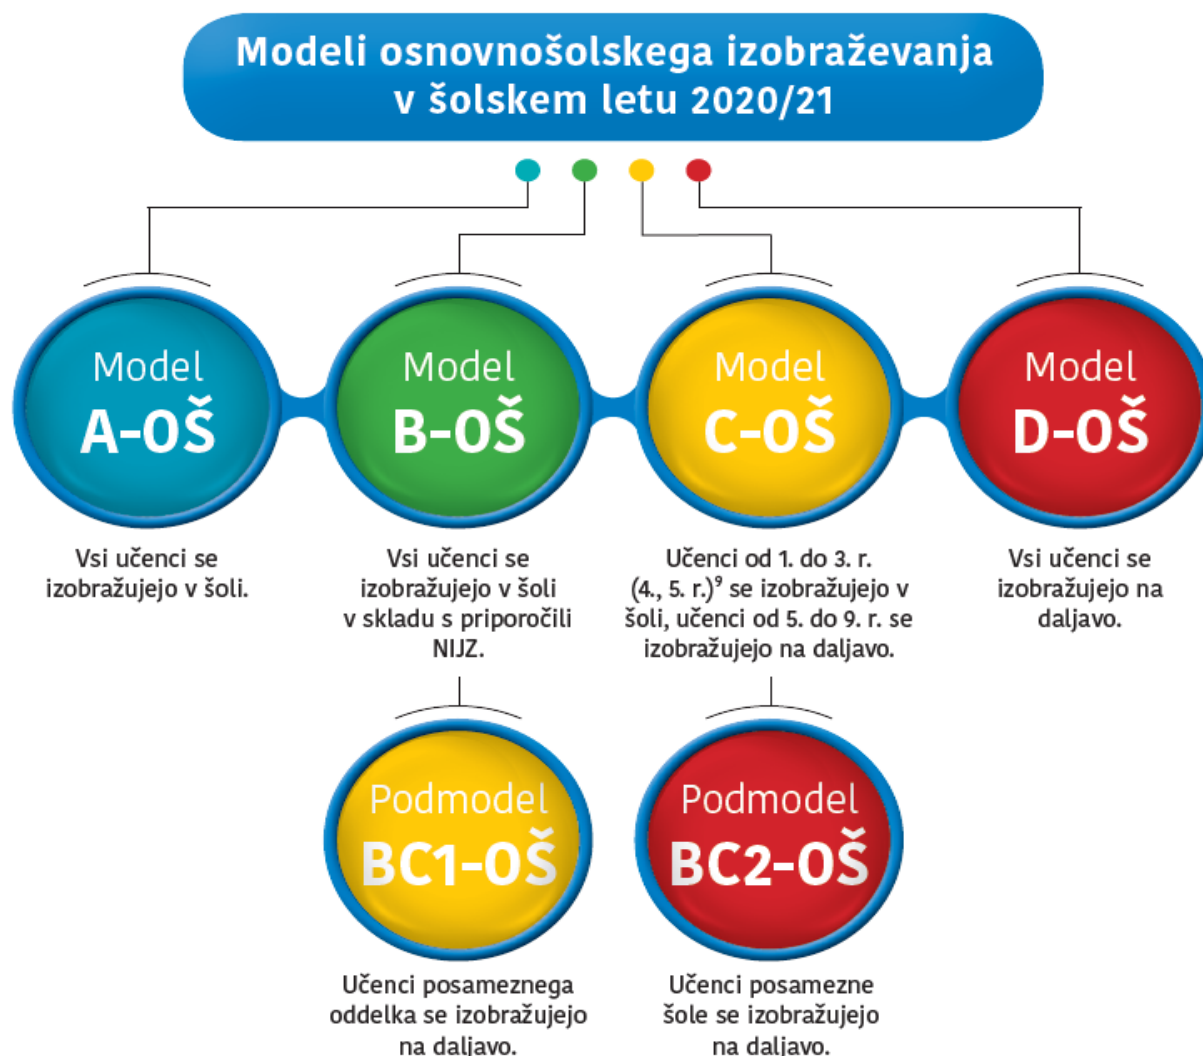 Modeli osnovnošolskega izobraževanja
v šolskem letu 2020/21
Model
A-OŠ
Vsi učenci se
izobražujejo v šoli.
Model
B-OŠ
Vsi učenci se
izobražujejo v šoli
v skladu s priporočili
NIJZ.
Model
C-OŠ
Učenci od 1. do 3. r.
(4., 5. r.)⁹ se izobražujejo v
šoli, učenci od 5. do 9. r. se
izobražujejo na daljavo.
Model
D-OŠ
Vsi učenci se
izobražujejo na
daljavo.
Podmodel
BC1-OŠ
Učenci posameznega
oddelka se izobražujejo
na daljavo.
Podmodel
BC2-OŠ
Učenci posamezne
šole se izobražujejo
na daljavo.